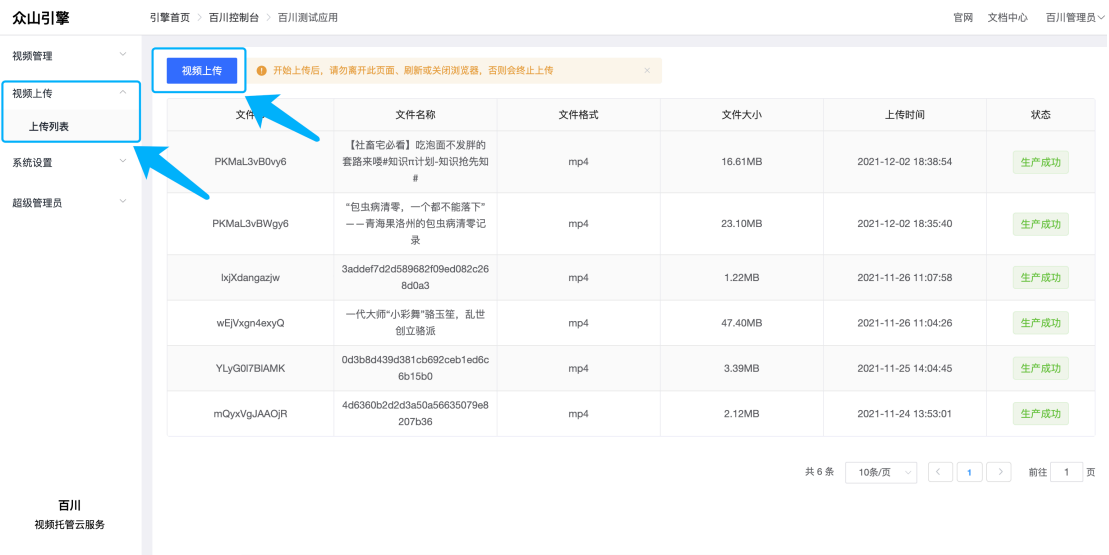 众山引擎
引擎首页 > 百川控制台 > 百川测试应用
官网 文档中心 百川管理员
视频管理
视频上传
上传列表
系统设置
超级管理员
百川
视频托管云服务
视频上传
开始上传后，请勿离开此页面、刷新或关闭浏览器，否则会终止上传
文件 文件名称 文件格式 文件大小 上传时间 状态
PKMaL3vB0vy6
【社畜宅必看】吃泡面不发胖的
套路来喽#知识π计划-知识抢先知
#
mp4 16.61MB 2021-12-02 18:38:54 生产成功
PKMaL3vBWgy6
“包虫病清零，一个都不能落下”
——青海果洛州的包虫病清零记
录
mp4 23.10MB 2021-12-02 18:35:40 生产成功
lxjXdangazjw
3addef7d2d589682f09ed082c26
8d0a3
mp4 1.22MB 2021-11-26 11:07:58 生产成功
wEjVxgn4exyQ
一代大师“小彩舞”骆玉笙，乱世
创立骆派
mp4 47.40MB 2021-11-26 11:04:26 生产成功
YLyG0l7BlAMK
0d3b8d439d381cb692ceb1ed6c
6b15b0
mp4 3.39MB 2021-11-25 14:04:45 生产成功
mQyxVgJAAOjR
4d6360b2d2d3a50a56635079e8
207b36
mp4 2.12MB 2021-11-24 13:53:01 生产成功
共 6 条 10条/页 1 前往 1 页